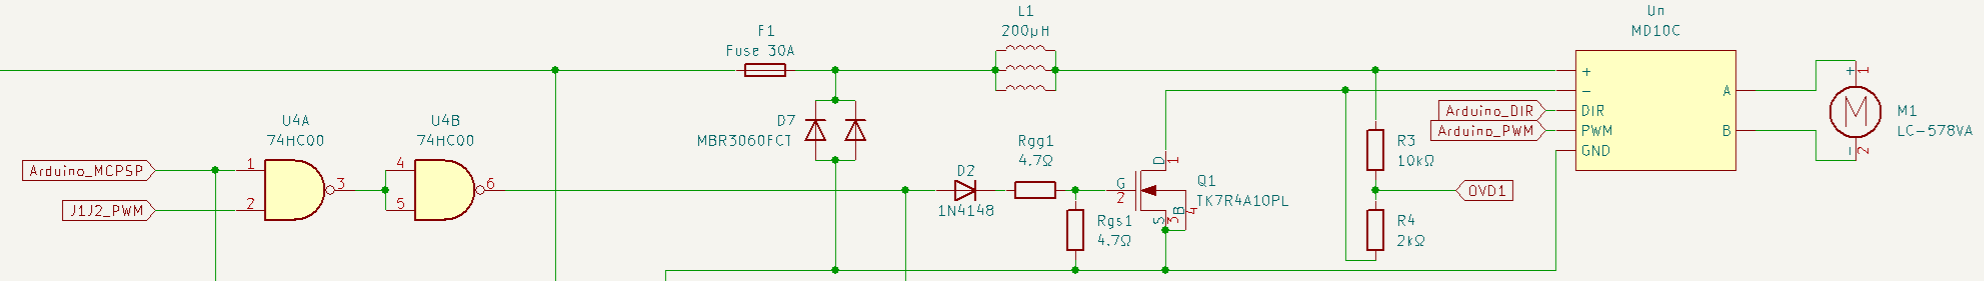 F1
Fuse 30A
L1
200µH
Un
MD10C
U4A
74HC00
U4B
74HC00
Arduino_MCPSP
J1J2_PWM
1
2
3
4
5
6
D7
MBR3060FCT
D2
1N4148
Rgg1
4.7Ω
Rgs1
4.7Ω
G
2
D
1
S
3
B
4
Q1
TK7R4A10PL
R3
10kΩ
R4
2kΩ
OVD1
Arduino_DIR
Arduino_PWM
+
-
DIR
PWM
GND
A
B
+
1
M
-
2
M1
LC-578VA